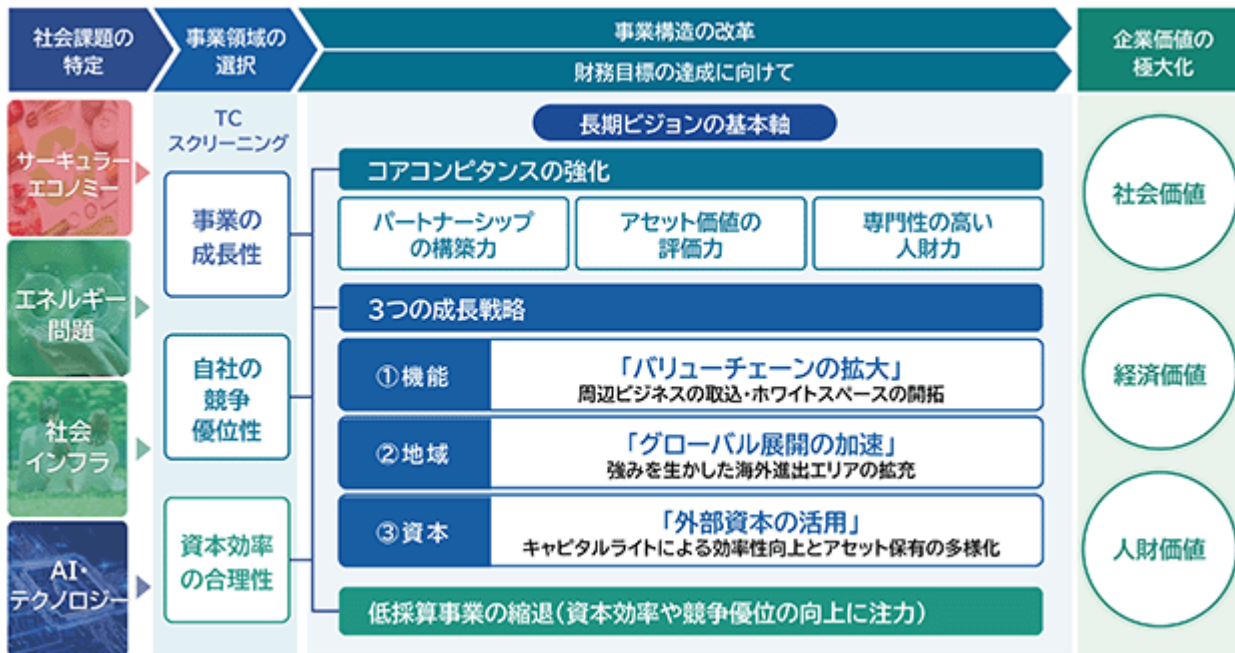 社会課題の
特定
事業領域の
選択
事業構造の改革
財務目標の達成に向けて
企業価値の
極大化
サーキュラー
エコノミー
エネルギー
問題
社会
インフラ
AI・
テクノロジー
TC
スクリーニング
事業の
成長性
自社の
競争
優位性
資本効率
の合理性
長期ビジョンの基本軸
コアコンピタンスの強化
パートナーシップ
の構築力
アセット価値の
評価力
専門性の高い
人財力
3つの成長戦略
①機能
「バリューチェーンの拡大」
周辺ビジネスの取込・ホワイトスペースの開拓
②地域
「グローバル展開の加速」
強みを生かした海外進出エリアの拡充
③資本
「外部資本の活用」
キャピタルライトによる効率性向上とアセット保有の多様化
低採算事業の縮退(資本効率や競争優位の向上に注力)
社会価値
経済価値
人財価値